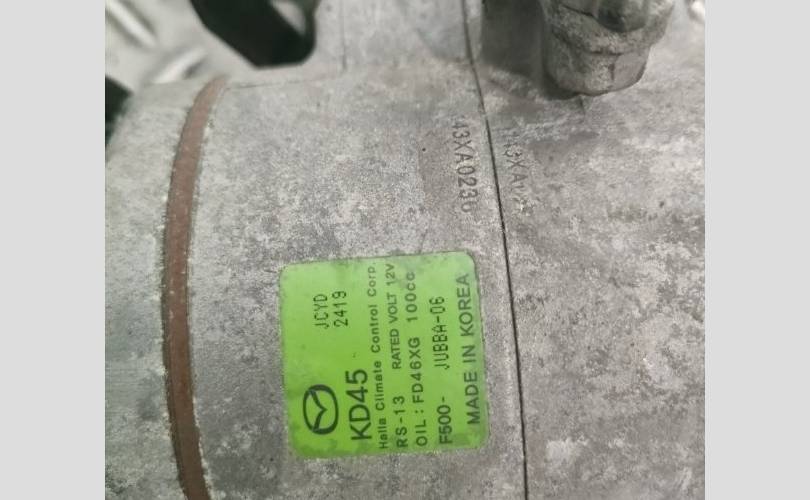 JCYD
2419
KD45
Halla Climate Control Corp.
RS-13 RATED VOLT 12V
OIL : FD46XG 100cc
F500- JUBBA-06
MADE IN KOREA
43XA0230